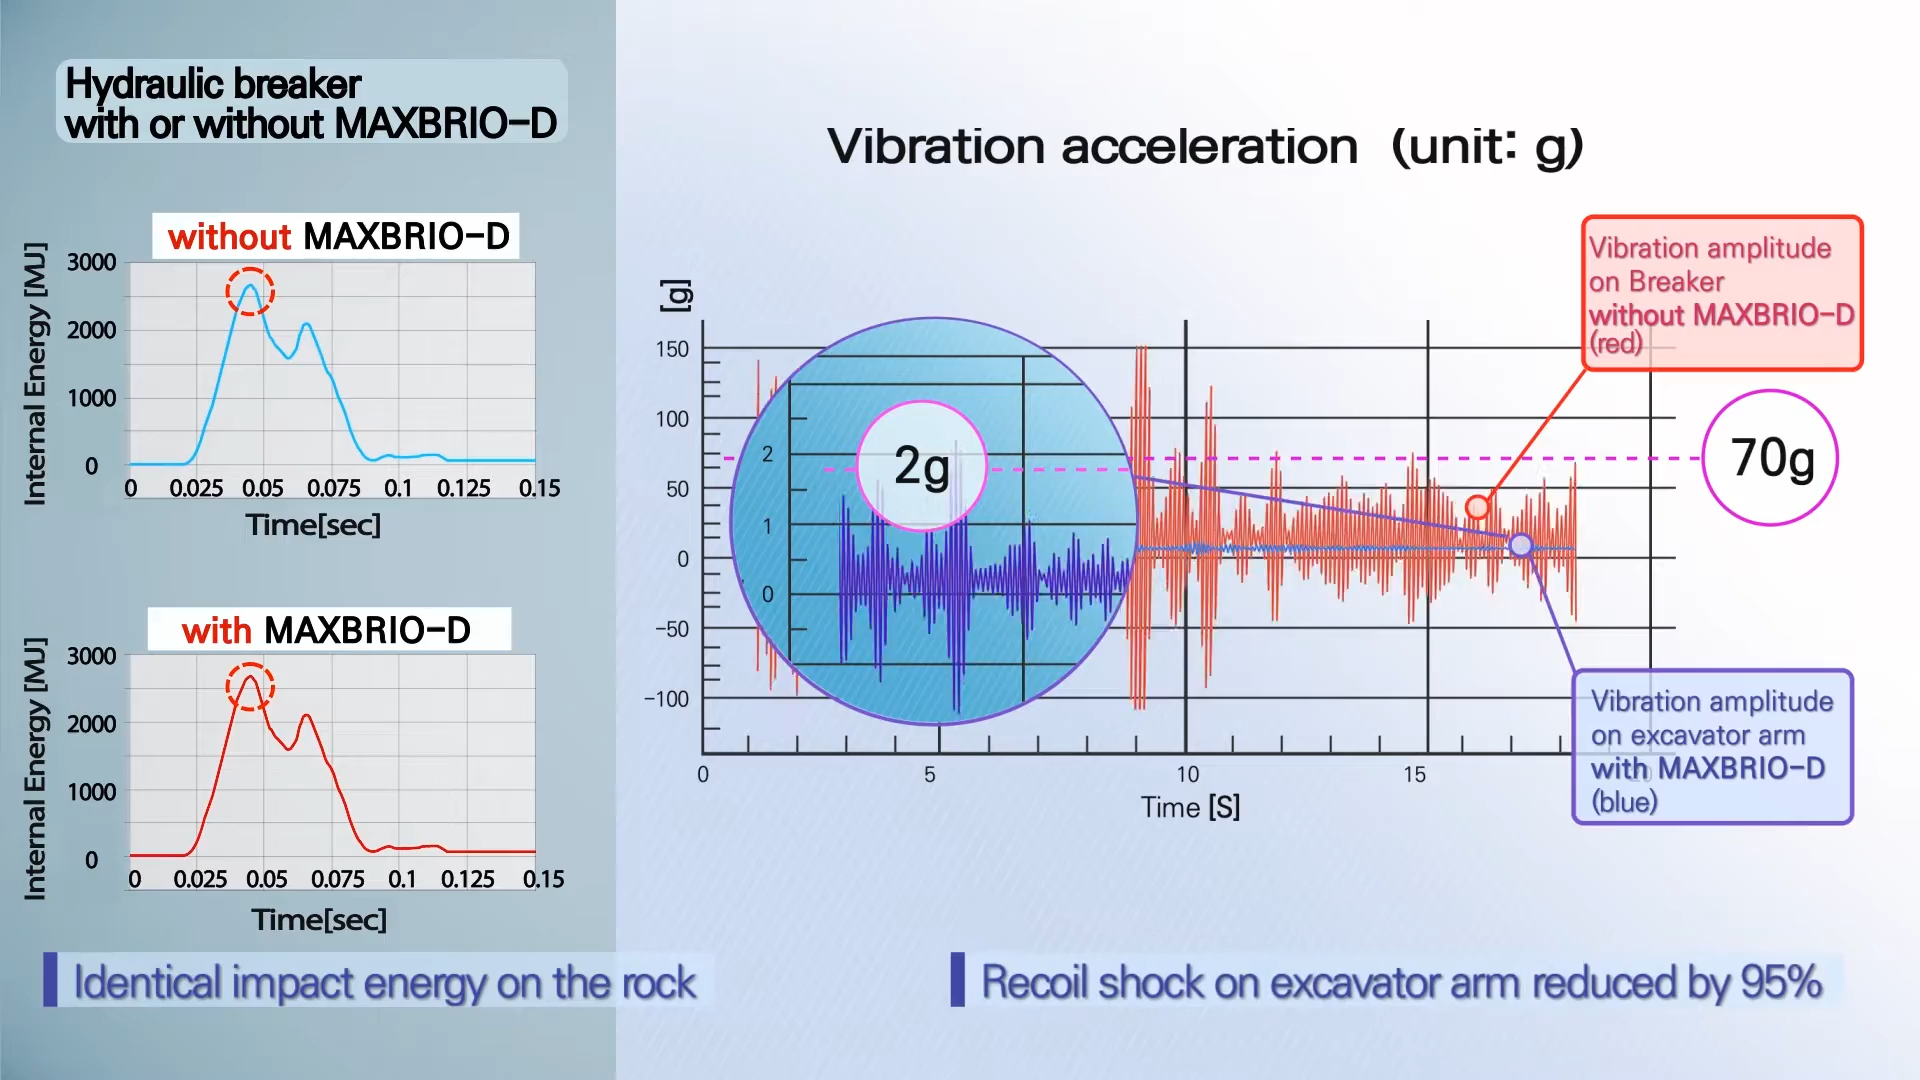 Hydraulic breaker
with or without MAXBRIO-D
without MAXBRIO-D
Internal Energy [MJ]
3000
2000
1000
0
0 0.025 0.05 0.075 0.1 0.125 0.15
Time[sec]
with MAXBRIO-D
Internal Energy [MJ]
3000
2000
1000
0
0 0.025 0.05 0.075 0.1 0.125 0.15
Time[sec]
Identical impact energy on the rock
Vibration acceleration (unit: g)
[g]
150
100
50
0
-50
-100
0 5 10 15 20
Time [S]
2
1
0
2g
70g
Vibration amplitude
on Breaker
without MAXBRIO-D
(red)
Vibration amplitude
on excavator arm
with MAXBRIO-D
(blue)
Recoil shock on excavator arm reduced by 95%